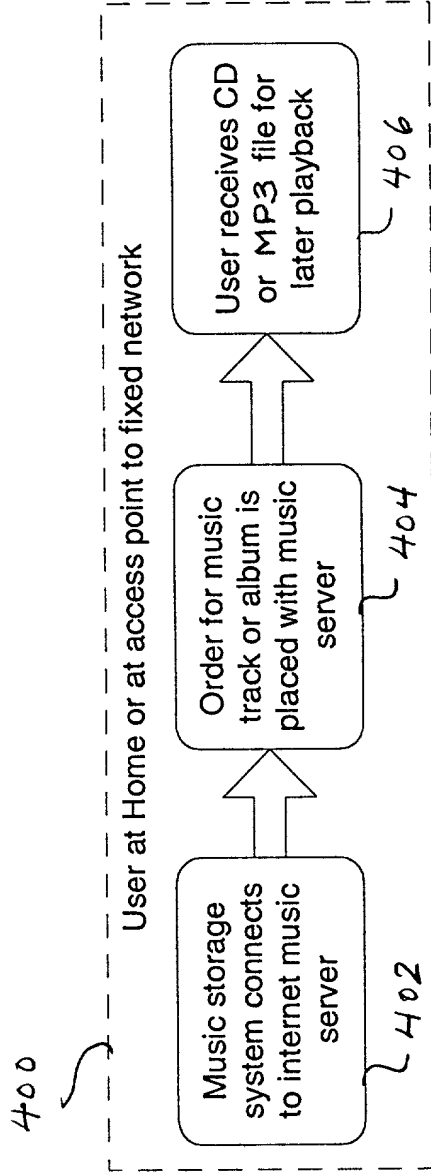 400
User at Home or at access point to fixed network
Music storage
system connects
to internet music
server
402
Order for music
track or album is
placed with music
server
404
User receives CD
or MP3 file for
later playback
406